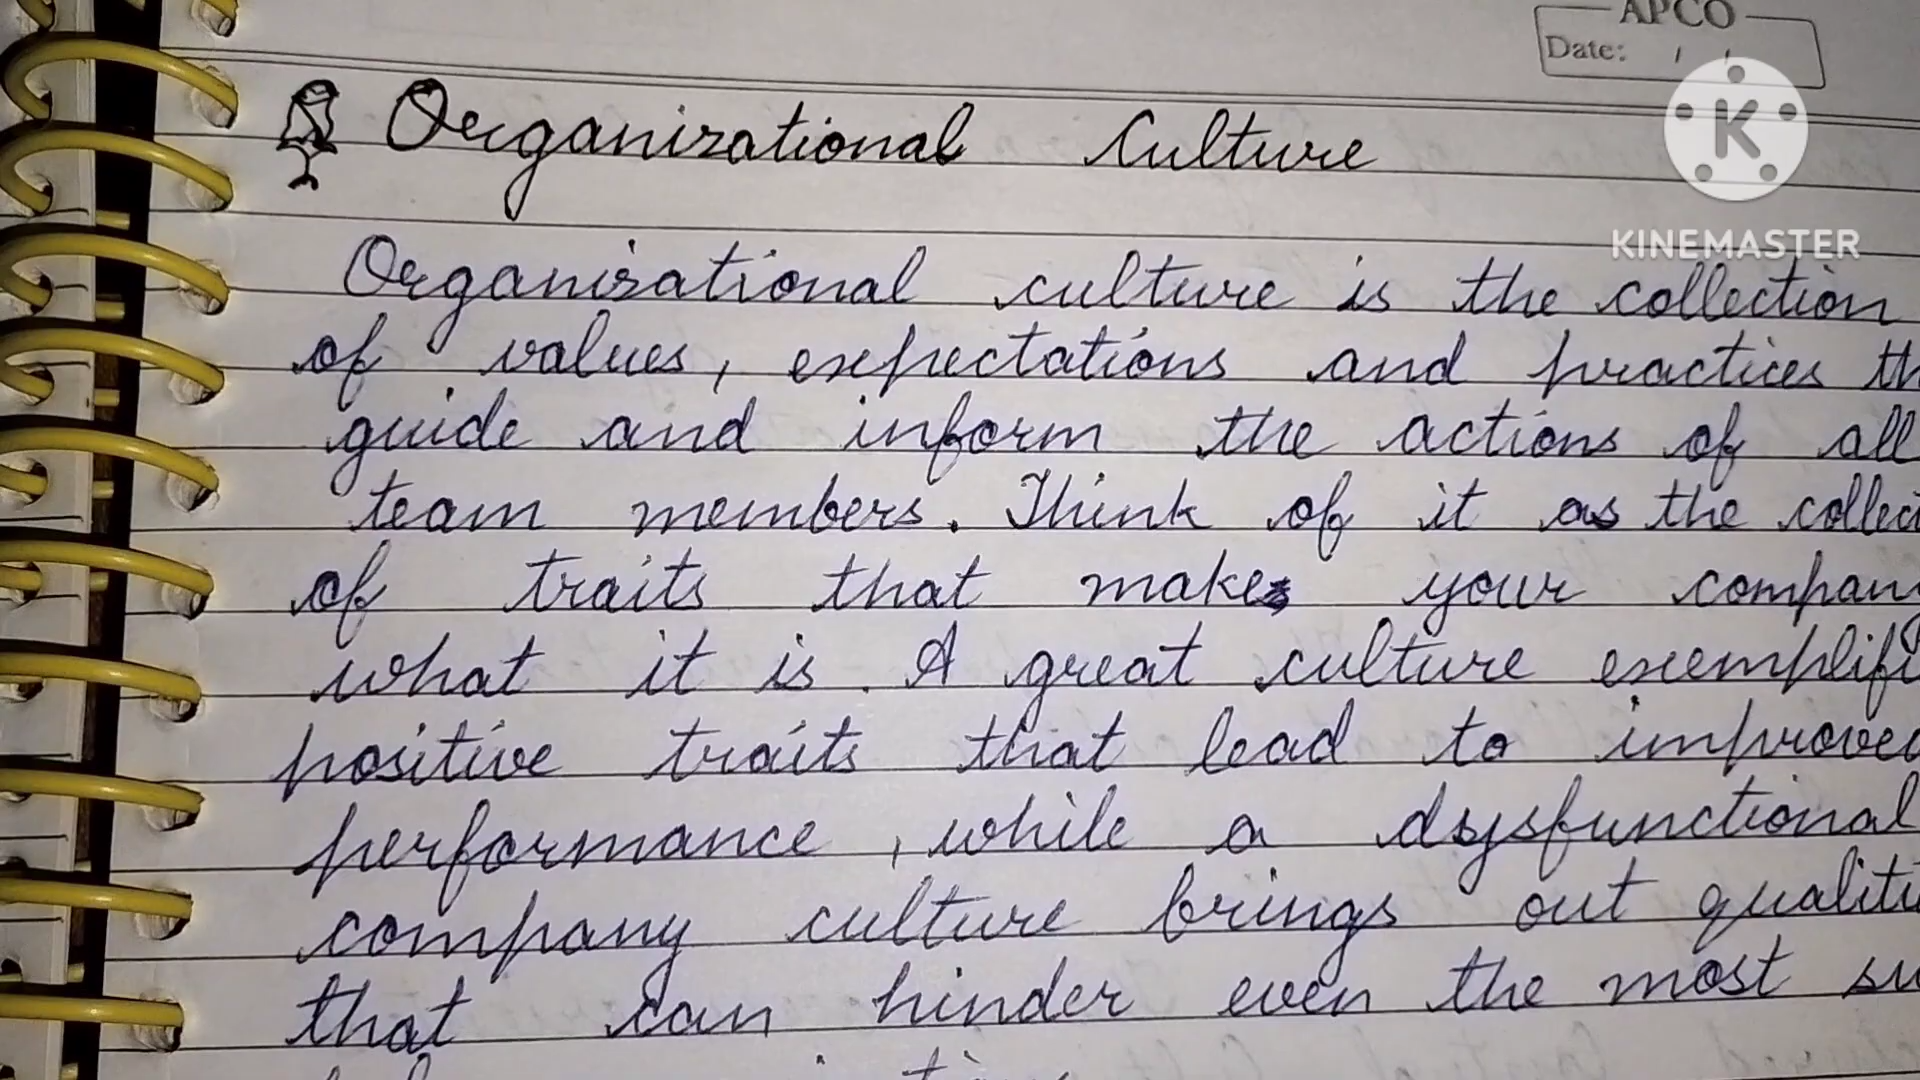 APCO
Date: / /
K
KINEMASTER
Organizational Culture
Organizational culture is the collection
of values, expectations and practices th
guide and inform the actions of all
team members. Think of it as the collect
of traits that makes your company
what it is. A great culture exemplifi
positive traits that lead to improved
performance, while a dysfunctional
company culture brings out qualiti
that can hinder even the most su